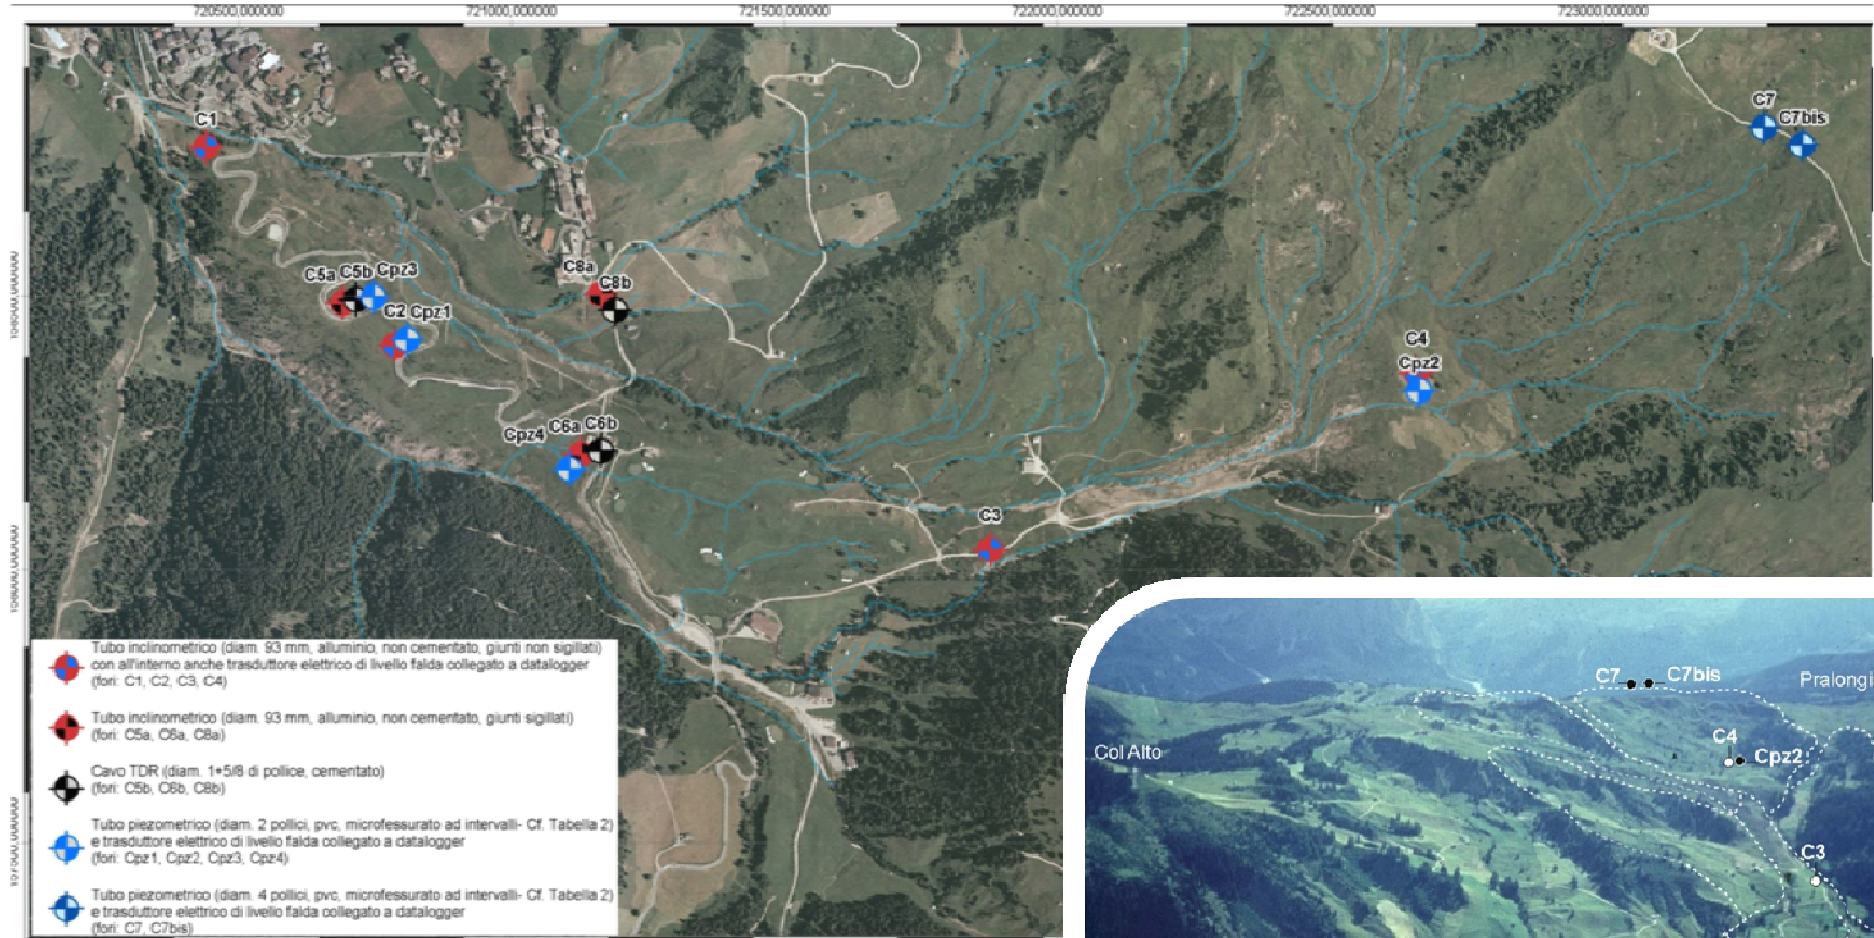 720500,000000
721000,0000000
721500,0000000
722000,0000000
722500,0000000
723000,0000000
C1
C7
C7bis
C5a C5b Cpz3
C8a
C8b
C2 Cpz1
C4
Cpz2
Cpz4 C6a C6b
C3
Tubo inclinometrico (diam. 93 mm, alluminio, non cementato, giunti non sigillati)
con all'interno anche trasduttore elettrico di livello falda collegato a datalogger
(fori: C1, C2, C3, C4)
Tubo inclinometrico (diam. 93 mm, alluminio, non cementato, giunti sigillati)
(fori: C5a, C6a, C8a)
Cavo TDR (diam. 1+5/8 di pollice, cementato)
(fori: C5b, C6b, C8b)
Tubo piezometrico (diam. 2 pollici, pvc, microfessurato ad intervalli- Cf. Tabella 2)
e trasduttore elettrico di livello falda collegato a datalogger
(fori: Cpz1, Cpz2, Cpz3, Cpz4)
Tubo piezometrico (diam. 4 pollici, pvc, microfessurato ad intervalli- Cf. Tabella 2)
e trasduttore elettrico di livello falda collegato a datalogger
(fori: C7, C7bis)
C7
C7bis
Pralongi
Col Alto
C4
Cpz2
C3